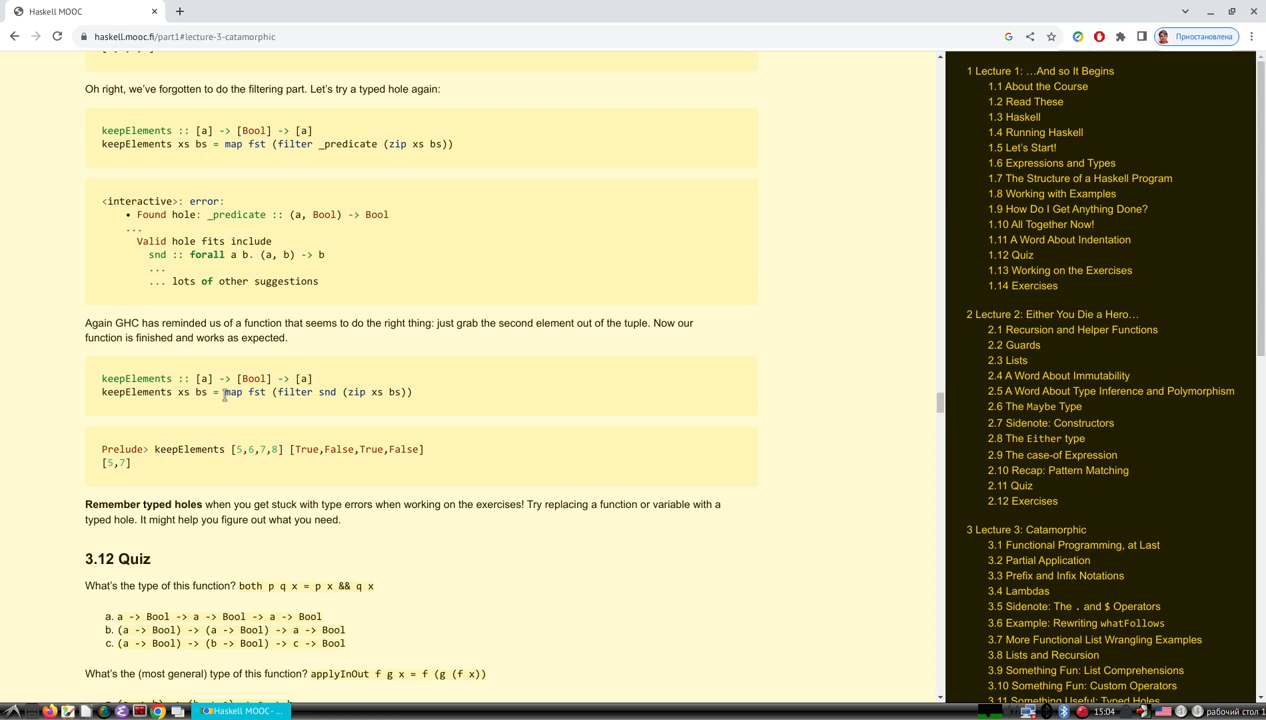 Haskell MOOC
haskell.mooc.fi/part1#lecture-3-catamorphic
Приостановлена
Oh right, we’ve forgotten to do the filtering part. Let’s try a typed hole again:
keepElements :: [a] -> [Bool] -> [a]
keepElements xs bs = map fst (filter _predicate (zip xs bs))
<interactive>: error:
• Found hole: _predicate :: (a, Bool) -> Bool
...
Valid hole fits include
snd :: forall a b. (a, b) -> b
...
... lots of other suggestions
Again GHC has reminded us of a function that seems to do the right thing: just grab the second element out of the tuple. Now our
function is finished and works as expected.
keepElements :: [a] -> [Bool] -> [a]
keepElements xs bs = map fst (filter snd (zip xs bs))
Prelude> keepElements [5,6,7,8] [True,False,True,False]
[5,7]
Remember typed holes when you get stuck with type errors when working on the exercises! Try replacing a function or variable with a
typed hole. It might help you figure out what you need.
3.12 Quiz
What’s the type of this function? both p q x = p x && q x
a. a -> Bool -> a -> Bool -> a -> Bool
b. (a -> Bool) -> (a -> Bool) -> a -> Bool
c. (a -> Bool) -> (b -> Bool) -> c -> Bool
What’s the (most general) type of this function? applyInOut f g x = f (g (f x))
1 Lecture 1: …And so It Begins
1.1 About the Course
1.2 Read These
1.3 Haskell
1.4 Running Haskell
1.5 Let’s Start!
1.6 Expressions and Types
1.7 The Structure of a Haskell Program
1.8 Working with Examples
1.9 How Do I Get Anything Done?
1.10 All Together Now!
1.11 A Word About Indentation
1.12 Quiz
1.13 Working on the Exercises
1.14 Exercises
2 Lecture 2: Either You Die a Hero…
2.1 Recursion and Helper Functions
2.2 Guards
2.3 Lists
2.4 A Word About Immutability
2.5 A Word About Type Inference and Polymorphism
2.6 The Maybe Type
2.7 Sidenote: Constructors
2.8 The Either type
2.9 The case-of Expression
2.10 Recap: Pattern Matching
2.11 Quiz
2.12 Exercises
3 Lecture 3: Catamorphic
3.1 Functional Programming, at Last
3.2 Partial Application
3.3 Prefix and Infix Notations
3.4 Lambdas
3.5 Sidenote: The . and $ Operators
3.6 Example: Rewriting whatFollows
3.7 More Functional List Wrangling Examples
3.8 Lists and Recursion
3.9 Something Fun: List Comprehensions
3.10 Something Fun: Custom Operators
3.11 Something Useful: Typed Holes
Haskell MOOC - ...
15:04
рабочий стол 1